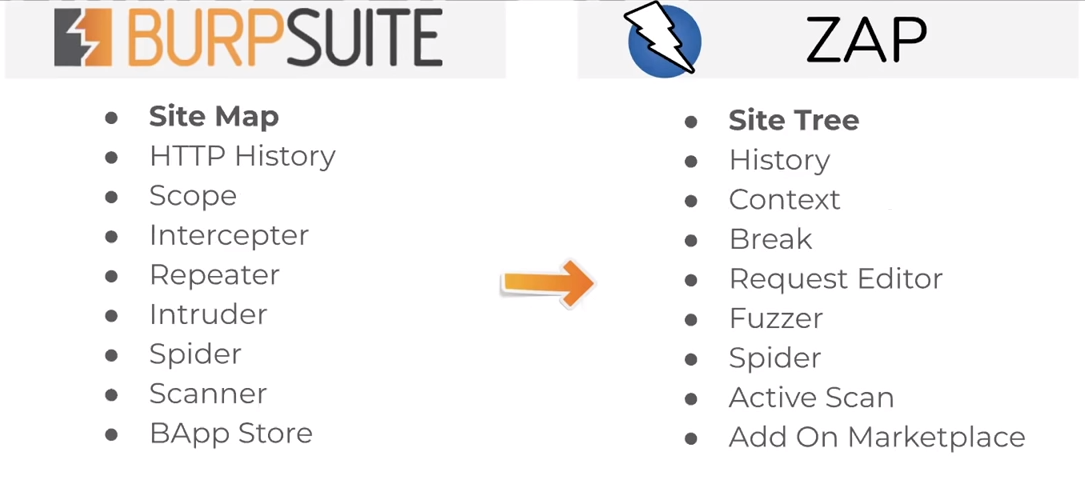 BURPSUITE
Site Map
HTTP History
Scope
Intercepter
Repeater
Intruder
Spider
Scanner
BApp Store
ZAP
Site Tree
History
Context
Break
Request Editor
Fuzzer
Spider
Active Scan
Add On Marketplace